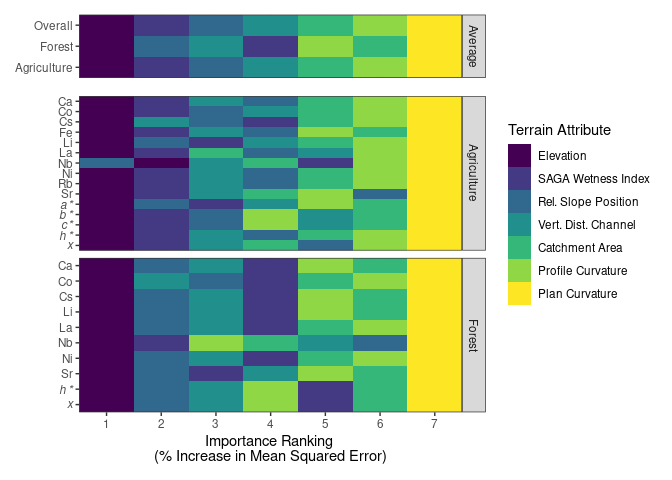 Overall
Forest
Agriculture
Average
Ca
Co
Cs
Fe
Li
La
Nb
Ni
Rb
Sr
a*
b*
c*
h*
x
Agriculture
Ca
Co
Cs
Li
La
Nb
Ni
Sr
h*
x
Forest
1 2 3 4 5 6 7
Importance Ranking
(% Increase in Mean Squared Error)
Terrain Attribute
Elevation
SAGA Wetness Index
Rel. Slope Position
Vert. Dist. Channel
Catchment Area
Profile Curvature
Plan Curvature